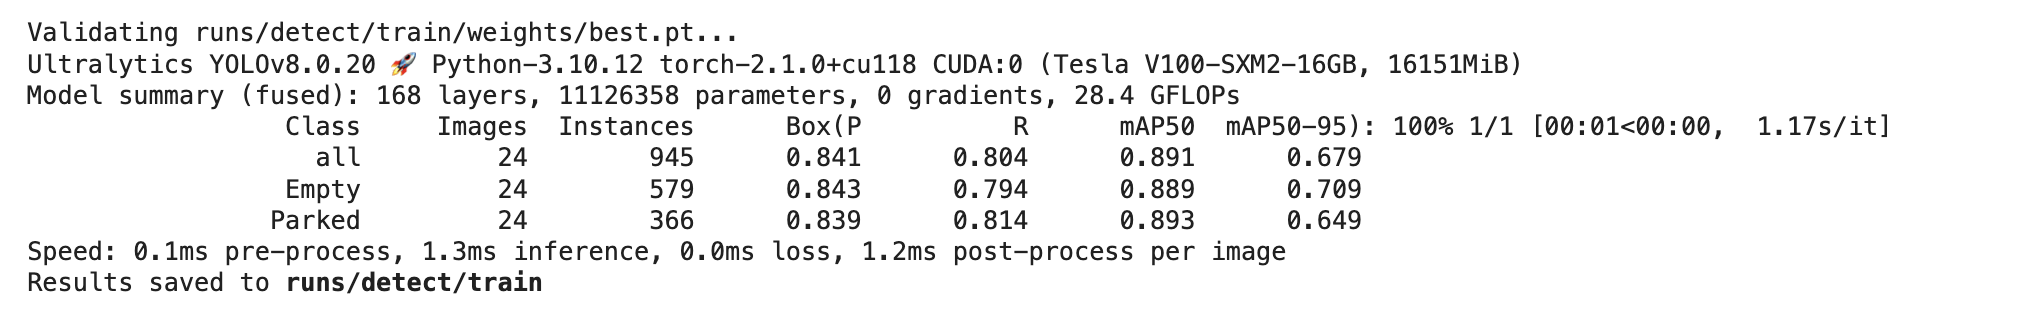 Validating runs/detect/train/weights/best.pt...
Ultralytics YOLOv8.0.20 🚀 Python-3.10.12 torch-2.1.0+cu118 CUDA:0 (Tesla V100-SXM2-16GB, 16151MiB)
Model summary (fused): 168 layers, 11126358 parameters, 0 gradients, 28.4 GFLOPs
Class Images Instances Box(P R mAP50 mAP50-95): 100% 1/1 [00:01<00:00, 1.17s/it]
all 24 945 0.841 0.804 0.891 0.679
Empty 24 579 0.843 0.794 0.889 0.709
Parked 24 366 0.839 0.814 0.893 0.649
Speed: 0.1ms pre-process, 1.3ms inference, 0.0ms loss, 1.2ms post-process per image
Results saved to runs/detect/train